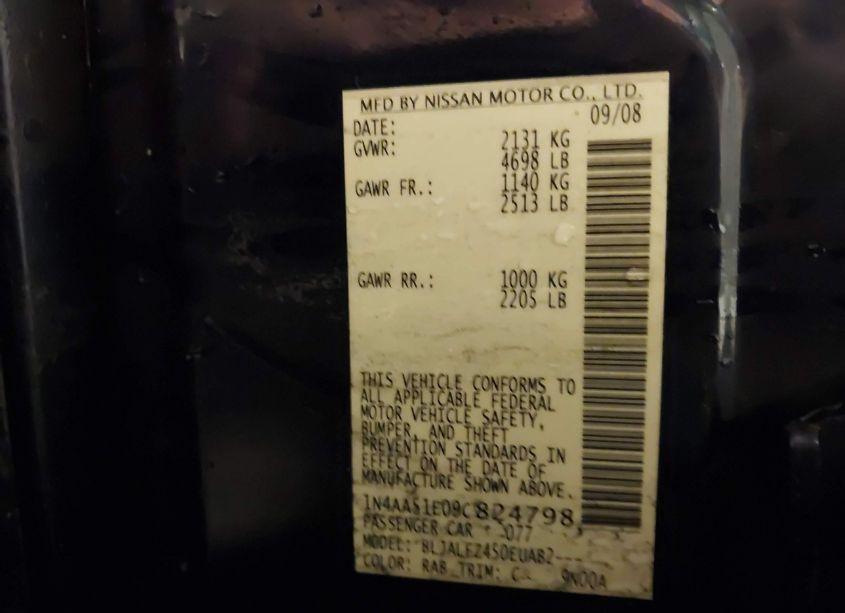 MFD BY NISSAN MOTOR CO., LTD.
DATE: 09/08
GVWR: 2131 KG
4698 LB
GAWR FR.: 1140 KG
2513 LB
GAWR RR.: 1000 KG
2205 LB
THIS VEHICLE CONFORMS TO
ALL APPLICABLE FEDERAL
MOTOR VEHICLE SAFETY,
BUMPER, AND THEFT
PREVENTION STANDARDS IN
EFFECT ON THE DATE OF
MANUFACTURE SHOWN ABOVE.
1N4AA51E09C824798
PASSENGER CAR 077
MODEL: BLJALF2450EUAB2-----
COLOR: RAB TRIM: C 9N00A